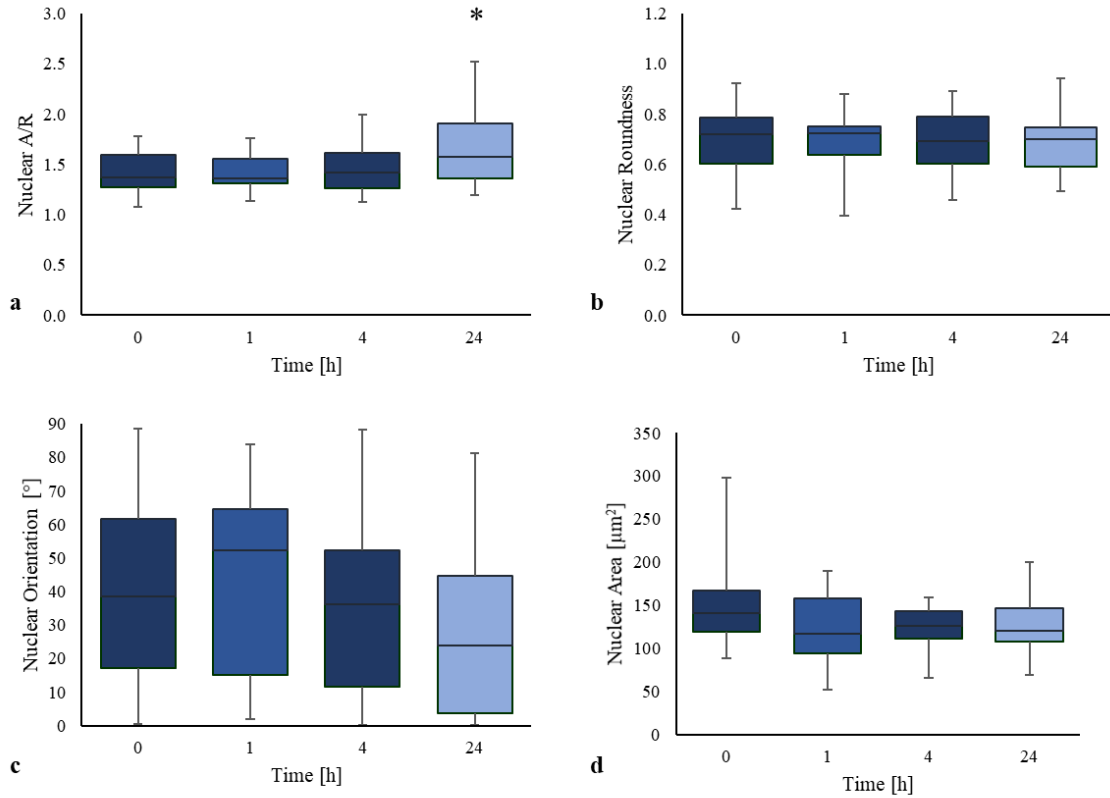 *
Nuclear A/R
3.0
2.5
2.0
1.5
1.0
0.5
0.0
0 1 4 24
Time [h]
a
Nuclear Roundness
1.2
1.0
0.8
0.6
0.4
0.2
0.0
0 1 4 24
Time [h]
b
Nuclear Orientation [°]
90
80
70
60
50
40
30
20
10
0
0 1 4 24
Time [h]
c
Nuclear Area [µm²]
350
300
250
200
150
100
50
0
0 1 4 24
Time [h]
d